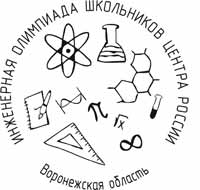 ИНЖЕНЕРНАЯ ОЛИМПИАДА ШКОЛЬНИКОВ ЦЕНТРА РОССИИ
π
√x
∞
Воронежская область